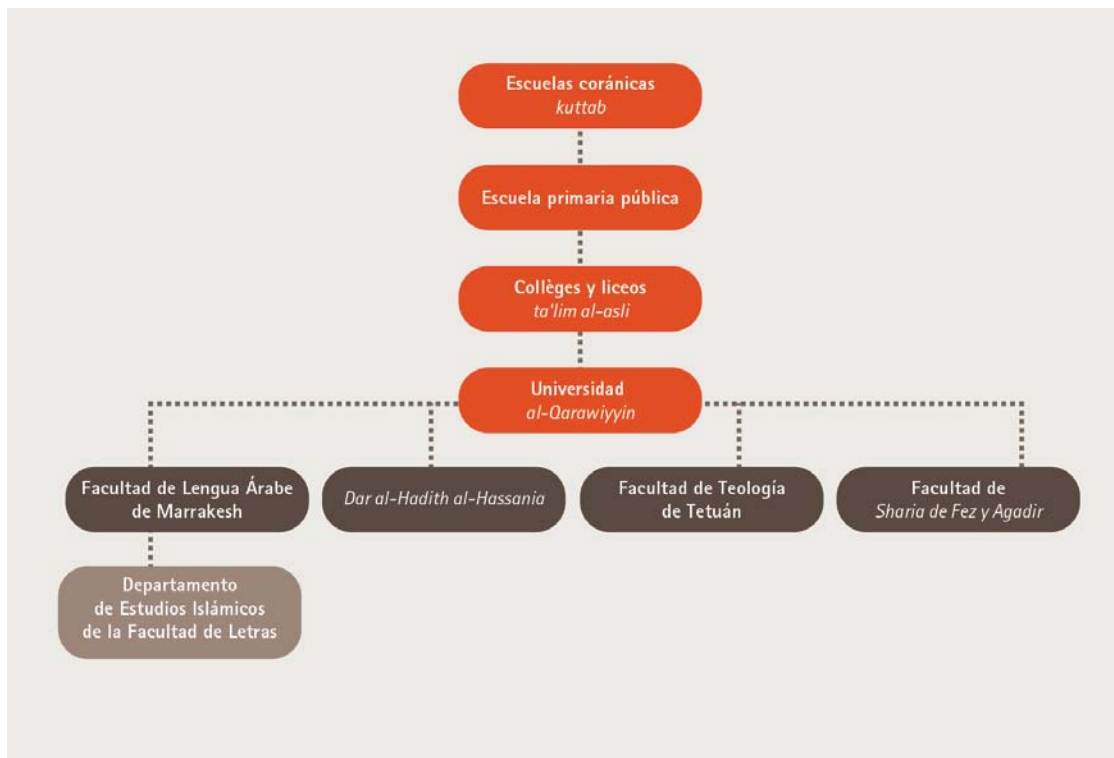 Escuelas coránicas
kuttab
Escuela primaria pública
Collèges y liceos
ta'lim al-asli
Universidad
al-Qarawiyyin
Facultad de Lengua Árabe
de Marrakesh
Dar al-Hadith al-Hassania
Facultad de Teología
de Tetuán
Facultad de
Sharia de Fez y Agadir
Departamento
de Estudios Islámicos
de la Facultad de Letras